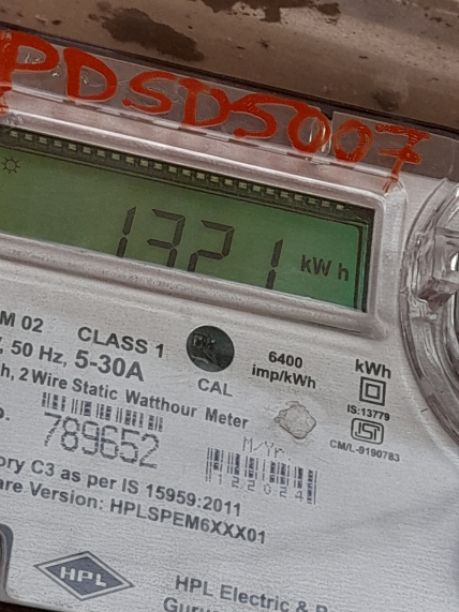 PDSD5007
1321 kWh
M 02 CLASS 1
, 50 Hz, 5-30A
CAL
6400
imp/kWh
kWh
IS:13779
h, 2 Wire Static Watthour Meter
CM/L-9190783
789652
M/Yr.
ory C3 as per IS 15959:2011
are Version: HPLSPEM6XXX01
HPL
HPL Electric &